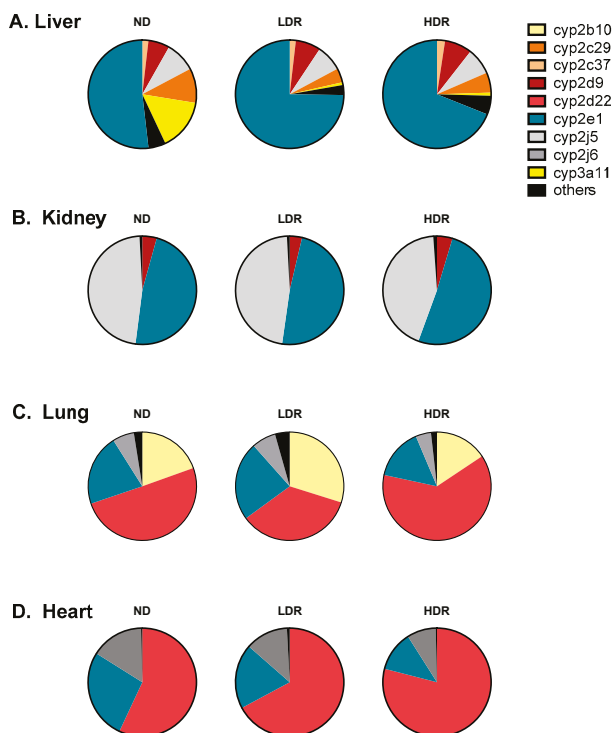 A. Liver
ND
LDR
HDR
cyp2b10
cyp2c29
cyp2c37
cyp2d9
cyp2d22
cyp2e1
cyp2j5
cyp2j6
cyp3a11
others
B. Kidney
ND
LDR
HDR
C. Lung
ND
LDR
HDR
D. Heart
ND
LDR
HDR